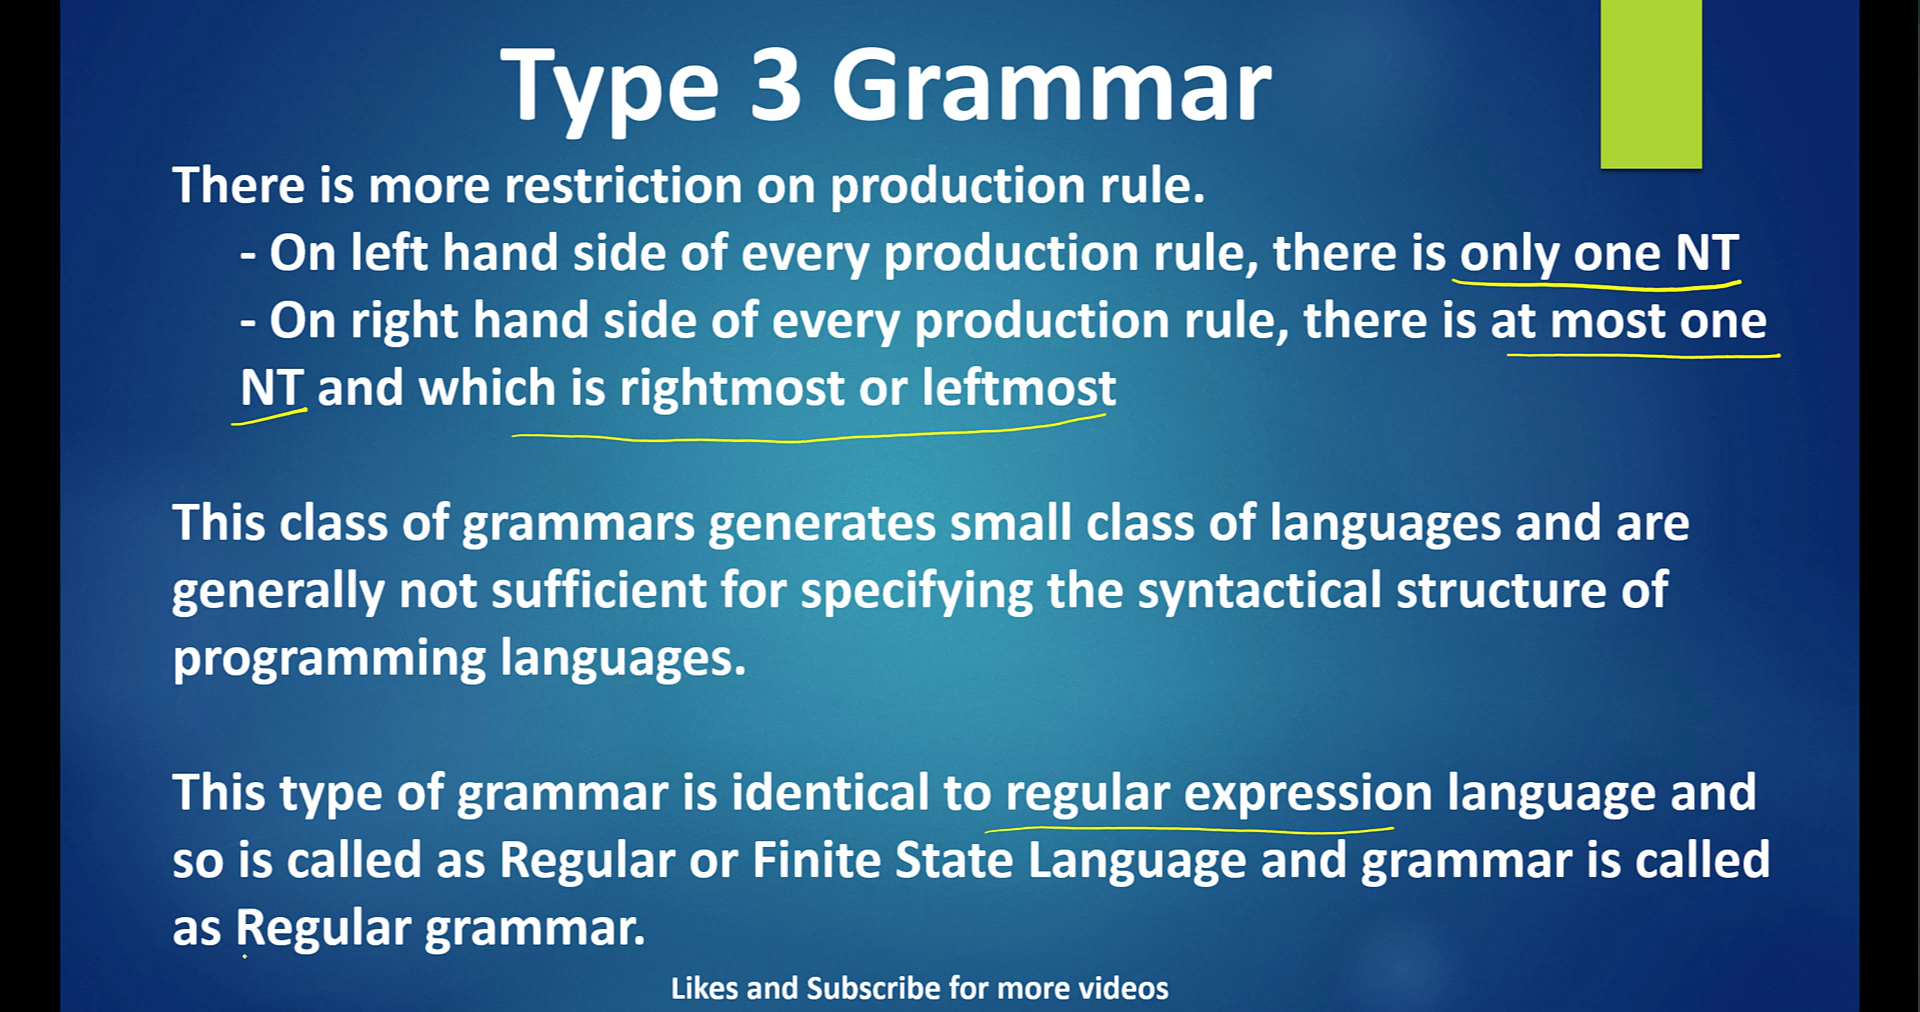 Type 3 Grammar
There is more restriction on production rule.
- On left hand side of every production rule, there is only one NT
- On right hand side of every production rule, there is at most one
NT and which is rightmost or leftmost
This class of grammars generates small class of languages and are
generally not sufficient for specifying the syntactical structure of
programming languages.
This type of grammar is identical to regular expression language and
so is called as Regular or Finite State Language and grammar is called
as Regular grammar.
Likes and Subscribe for more videos